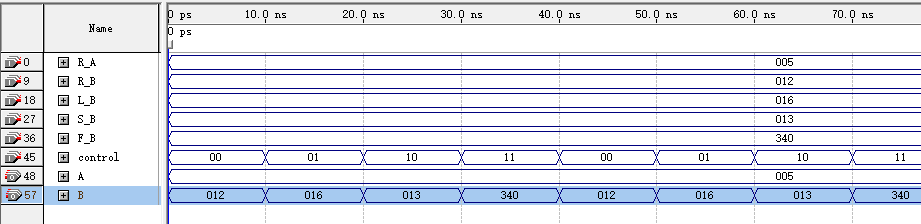 0 ps 10.0 ns 20.0 ns 30.0 ns 40.0 ns 50.0 ns 60.0 ns 70.0 ns
Name
0 ps
0 R_A 005
9 R_B 012
18 L_B 016
27 S_B 013
36 F_B 340
45 control 00 01 10 11 00 01 10 11
48 A 005
57 B 012 016 013 340 012 016 013 340